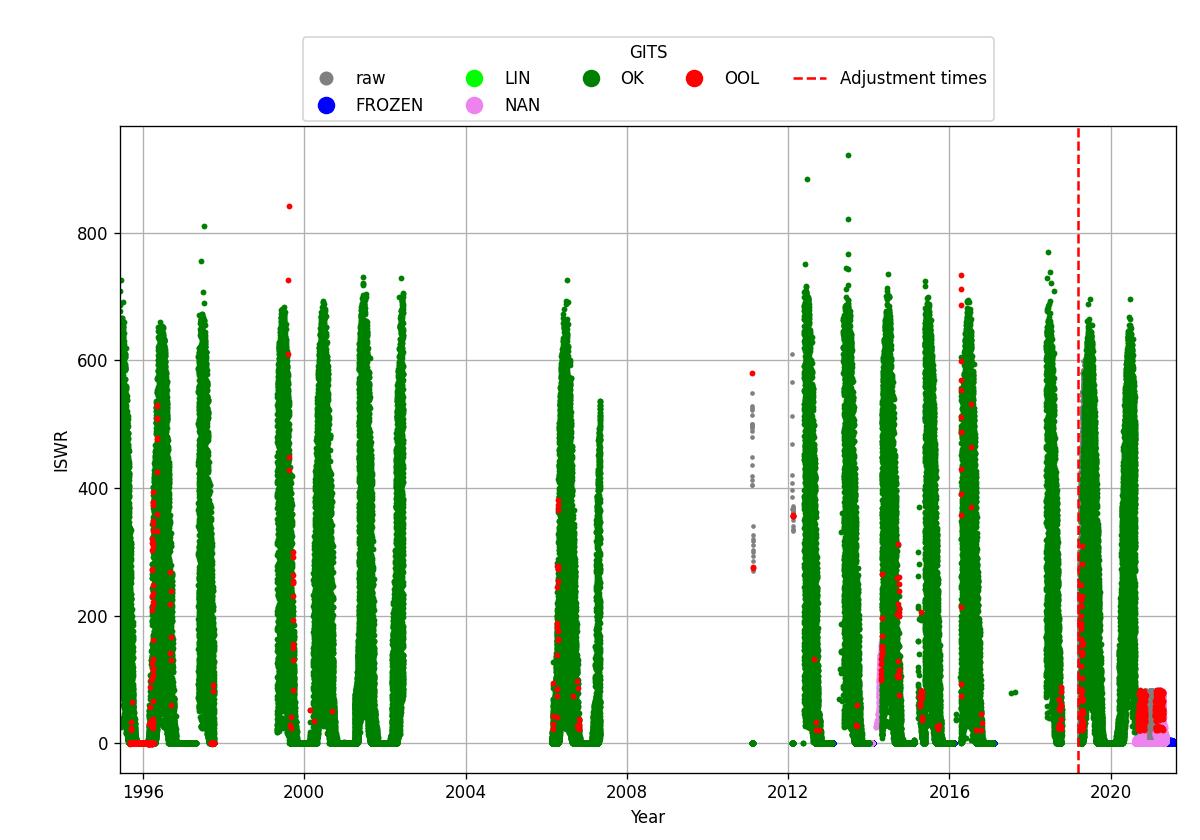 GITS
raw LIN OK OOL Adjustment times
FROZEN NAN
800
600
400
200
0
ISWR
1996 2000 2004 2008 2012 2016 2020
Year